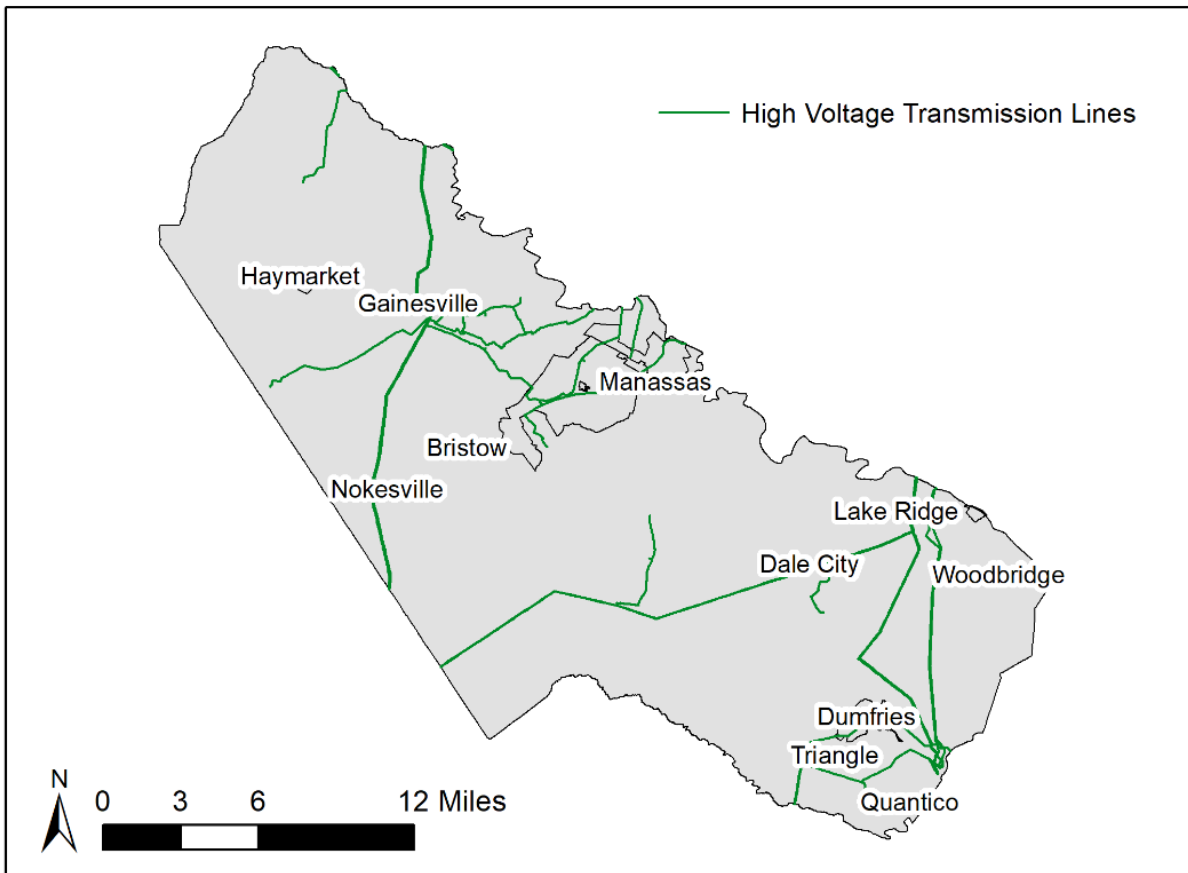 High Voltage Transmission Lines
Haymarket
Gainesville
Manassas
Bristow
Nokesville
Lake Ridge
Dale City
Woodbridge
Dumfries
Triangle
Quantico
N
0 3 6 12 Miles